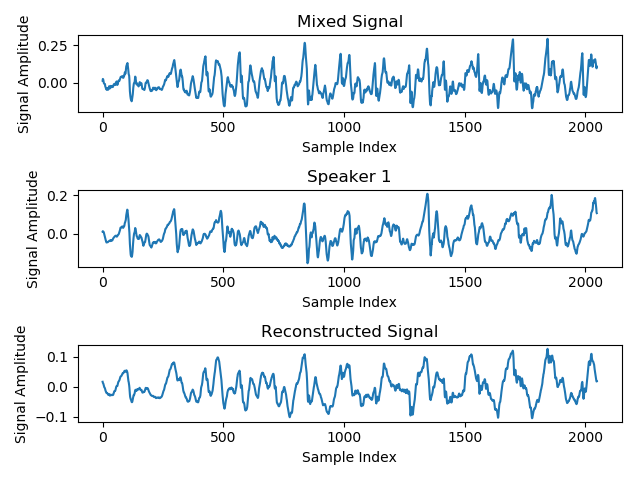 Mixed Signal
Signal Amplitude
0.25
0.00
0 500 1000 1500 2000
Sample Index
Speaker 1
Signal Amplitude
0.2
0.0
0 500 1000 1500 2000
Sample Index
Reconstructed Signal
Signal Amplitude
0.1
0.0
−0.1
0 500 1000 1500 2000
Sample Index